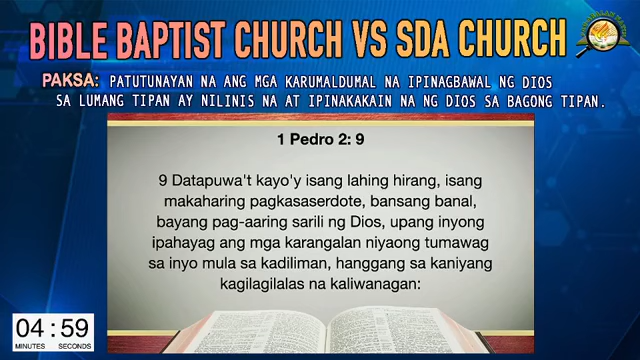 BIBLE BAPTIST CHURCH VS SDA CHURCH
PAKSA: PATUTUNAYAN NA ANG MGA KARUMALDUMAL NA IPINAGBAWAL NG DIOS
SA LUMANG TIPAN AY NILINIS NA AT IPINAKAKAIN NA NG DIOS SA BAGONG TIPAN.
1 Pedro 2: 9
9 Datapuwa't kayo'y isang lahing hirang, isang
makaharing pagkasaserdote, bansang banal,
bayang pag-aaring sarili ng Dios, upang inyong
ipahayag ang mga karangalan niyaong tumawag
sa inyo mula sa kadiliman, hanggang sa kaniyang
kagilagilalas na kaliwanagan:
04 : 59
MINUTES SECONDS